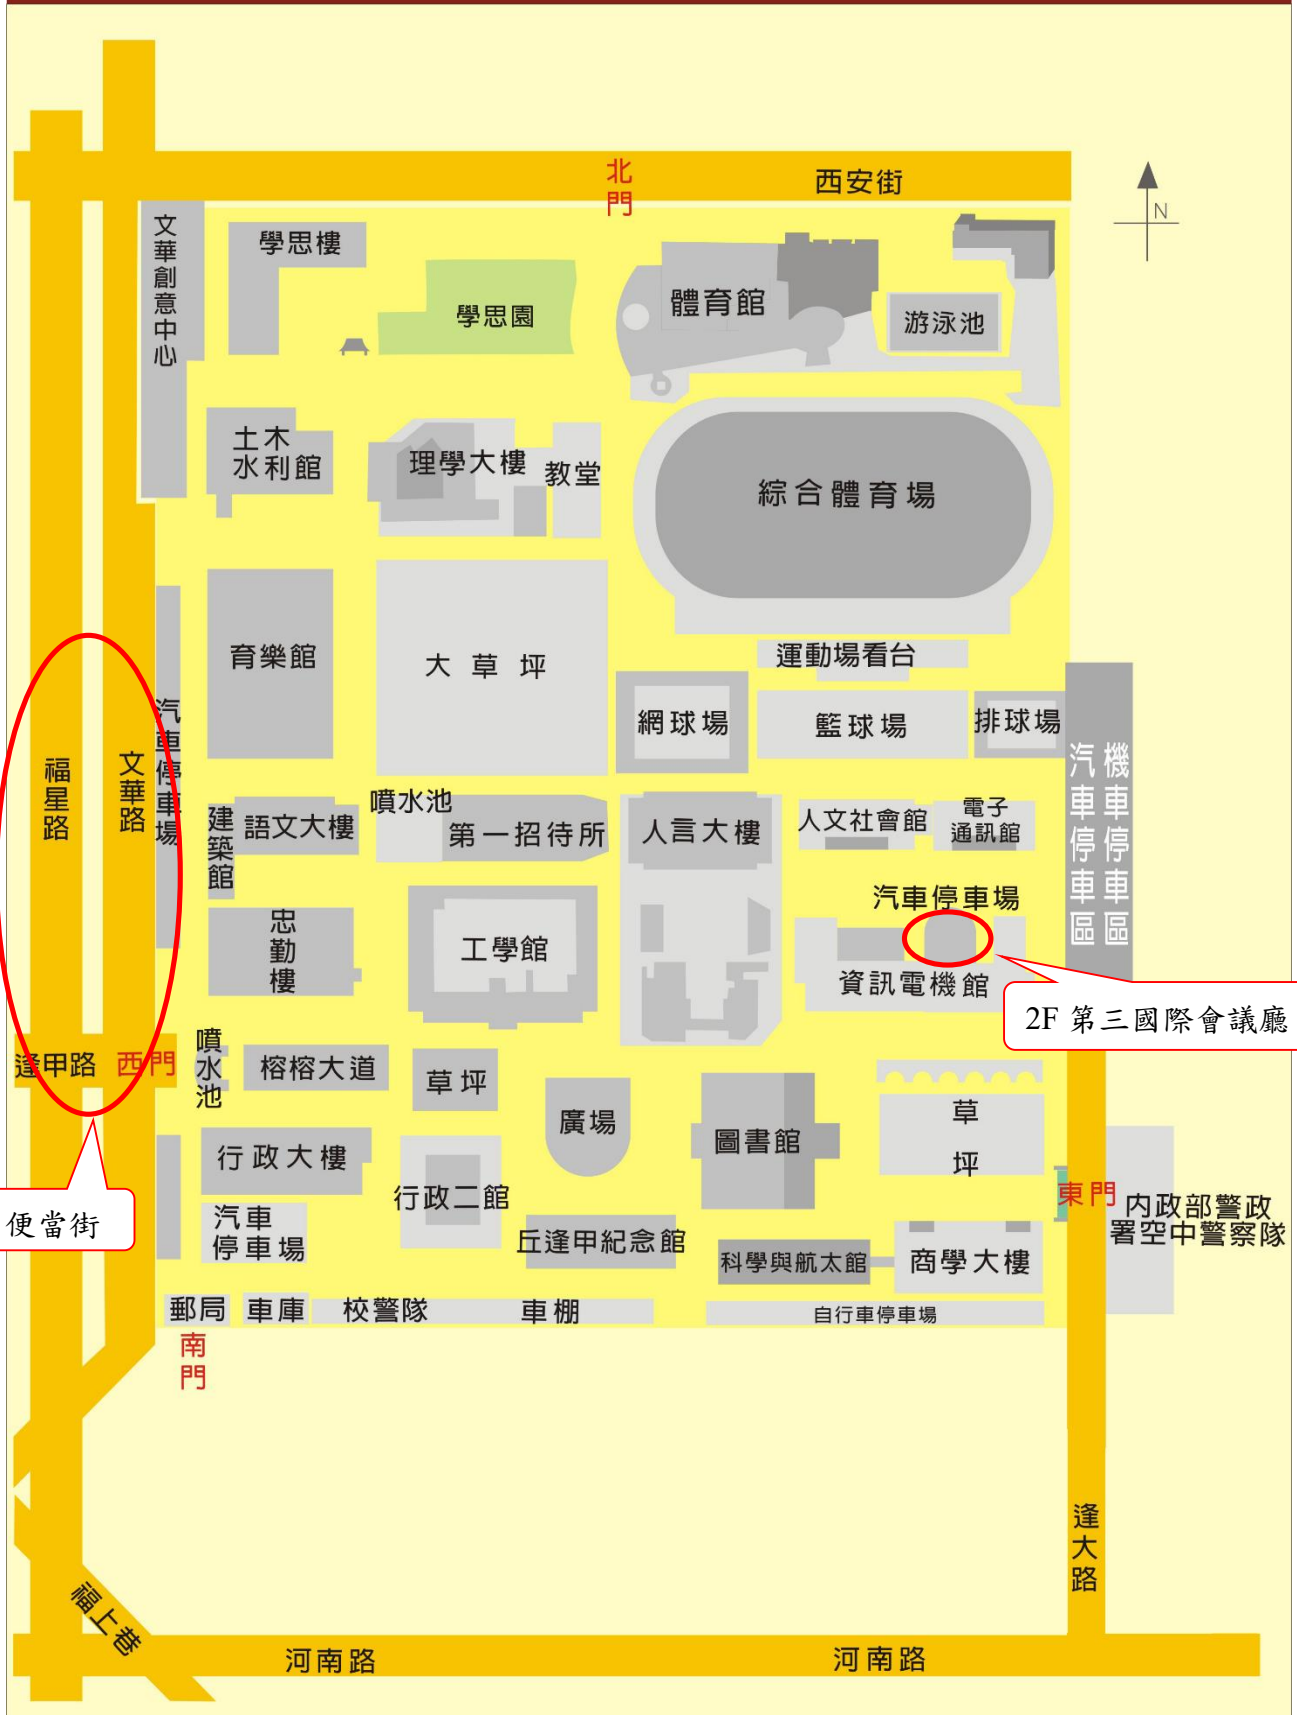 北門
西安街
N
文華創意中心
學思樓
學思園
體育館
游泳池
土木
水利館
理學大樓
教堂
綜合體育場
育樂館
大草坪
運動場看台
網球場
籃球場
排球場
福星路
文華路
汽車停車場
汽車停車區
機車停車區
建築館
語文大樓
噴水池
第一招待所
人言大樓
人文社會館
電子
通訊館
汽車停車場
忠勤樓
工學館
資訊電機館
2F 第三國際會議廳
逢甲路
西門
噴水池
榕榕大道
草坪
廣場
圖書館
草坪
行政大樓
行政二館
東門
內政部警政
署空中警察隊
便當街
汽車
停車場
丘逢甲紀念館
科學與航太館
商學大樓
郵局
車庫
校警隊
車棚
自行車停車場
南門
逢大路
福上巷
河南路
河南路